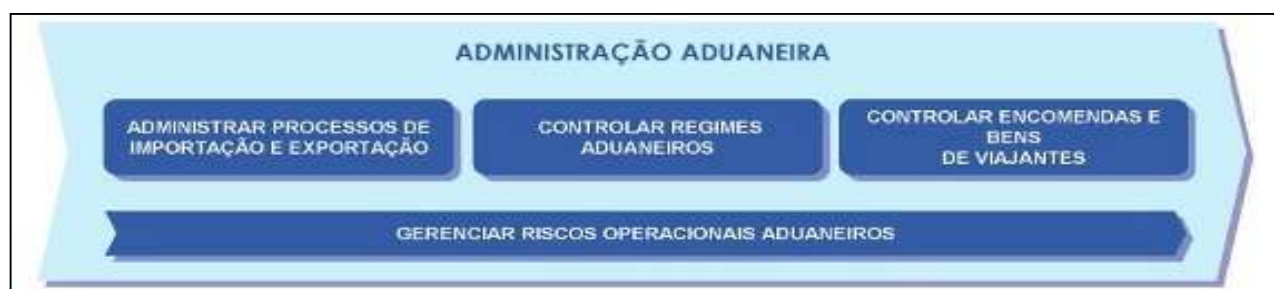 ADMINISTRAÇÃO ADUANEIRA
ADMINISTRAR PROCESSOS DE
IMPORTAÇÃO E EXPORTAÇÃO
CONTROLAR REGIMES
ADUANEIROS
CONTROLAR ENCOMENDAS E
BENS
DE VIAJANTES
GERENCIAR RISCOS OPERACIONAIS ADUANEIROS